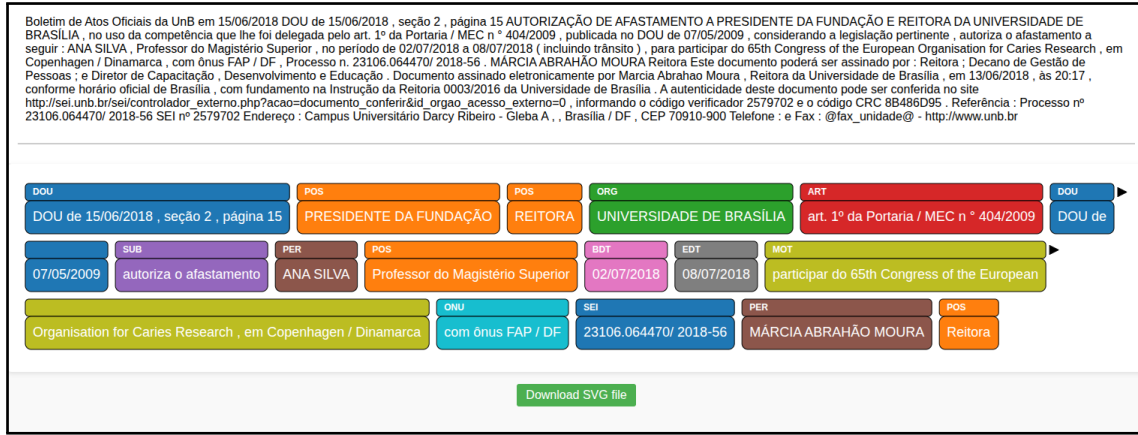 Boletim de Atos Oficiais da UnB em 15/06/2018 DOU de 15/06/2018 , seção 2 , página 15 AUTORIZAÇÃO DE AFASTAMENTO A PRESIDENTE DA FUNDAÇÃO E REITORA DA UNIVERSIDADE DE
BRASÍLIA , no uso da competência que lhe foi delegada pelo art. 1º da Portaria / MEC n ° 404/2009 , publicada no DOU de 07/05/2009 , considerando a legislação pertinente , autoriza o afastamento a
seguir : ANA SILVA , Professor do Magistério Superior , no período de 02/07/2018 a 08/07/2018 ( incluindo trânsito ) , para participar do 65th Congress of the European Organisation for Caries Research , em
Copenhagen / Dinamarca , com ônus FAP / DF , Processo n. 23106.064470/ 2018-56 . MÁRCIA ABRAHÃO MOURA Reitora Este documento poderá ser assinado por : Reitora ; Decano de Gestão de
Pessoas ; e Diretor de Capacitação , Desenvolvimento e Educação . Documento assinado eletronicamente por Marcia Abrahao Moura , Reitora da Universidade de Brasília , em 13/06/2018 , às 20:17 ,
conforme horário oficial de Brasília , com fundamento na Instrução da Reitoria 0003/2016 da Universidade de Brasília . A autenticidade deste documento pode ser conferida no site
http://sei.unb.br/sei/controlador_externo.php?acao=documento_conferir&id_orgao_acesso_externo=0 , informando o código verificador 2579702 e o código CRC 8B486D95 . Referência : Processo nº
23106.064470/ 2018-56 SEI nº 2579702 Endereço : Campus Universitário Darcy Ribeiro - Gleba A , , Brasília / DF , CEP 70910-900 Telefone : e Fax : @fax_unidade@ - http://www.unb.br
DOU POS POS ORG ART DOU
DOU de 15/06/2018 , seção 2 , página 15 PRESIDENTE DA FUNDAÇÃO REITORA UNIVERSIDADE DE BRASÍLIA art. 1º da Portaria / MEC n ° 404/2009 DOU de
SUB PER POS BDT EDT MOT
07/05/2009 autoriza o afastamento ANA SILVA Professor do Magistério Superior 02/07/2018 08/07/2018 participar do 65th Congress of the European
ONU SEI PER POS
Organisation for Caries Research , em Copenhagen / Dinamarca com ônus FAP / DF 23106.064470/ 2018-56 MÁRCIA ABRAHÃO MOURA Reitora
Download SVG file